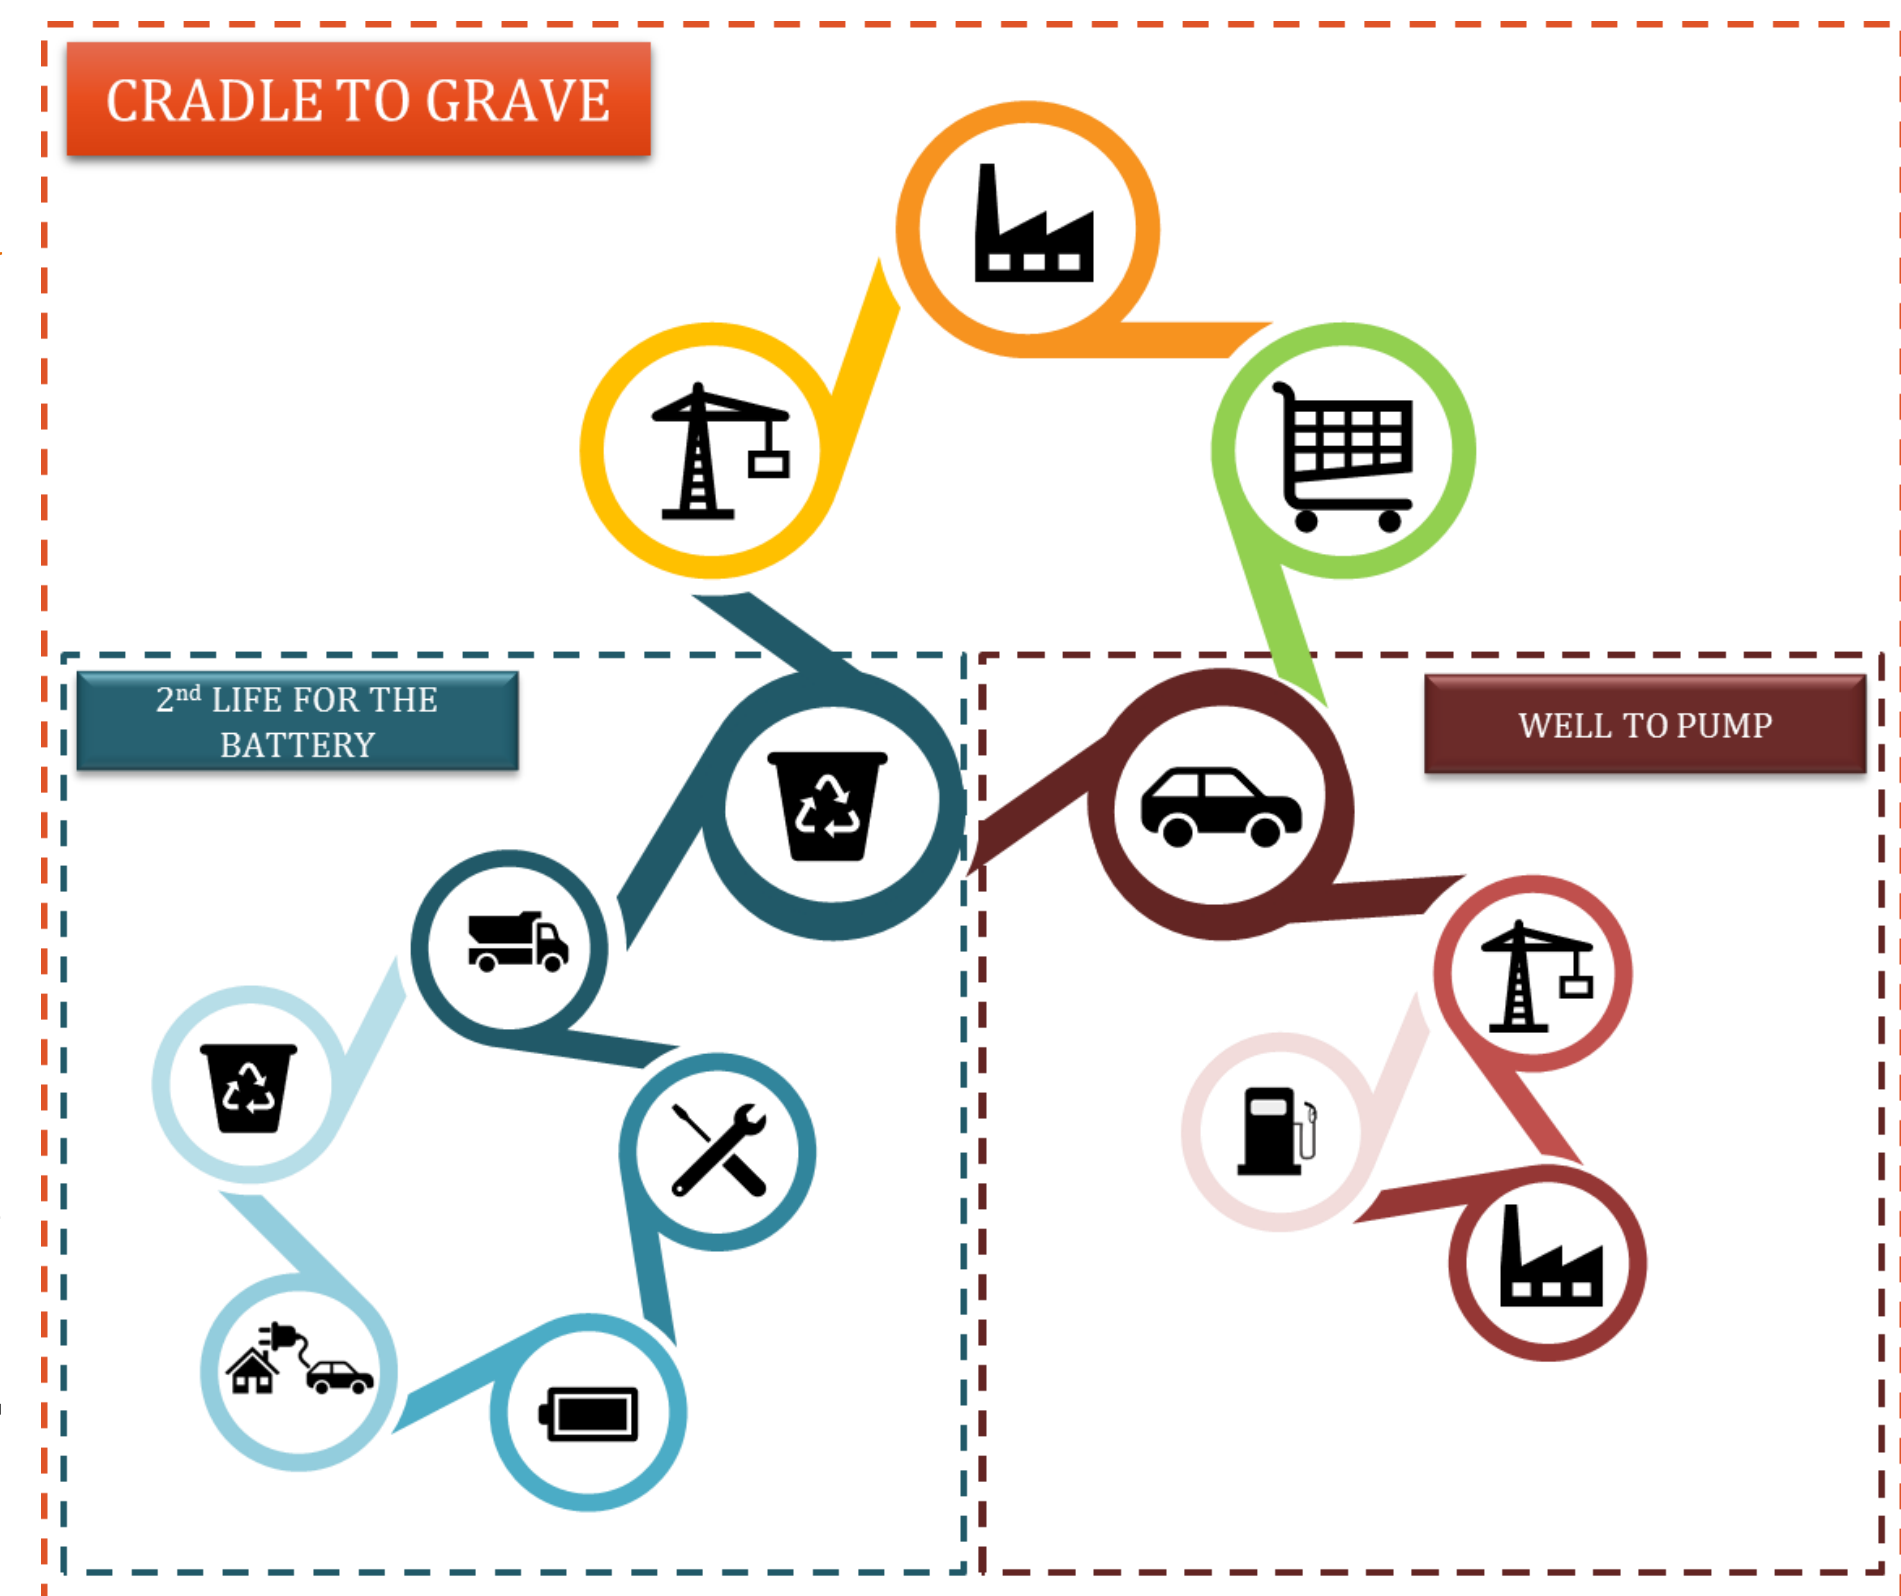 CRADLE TO GRAVE
2nd LIFE FOR THE
BATTERY
WELL TO PUMP